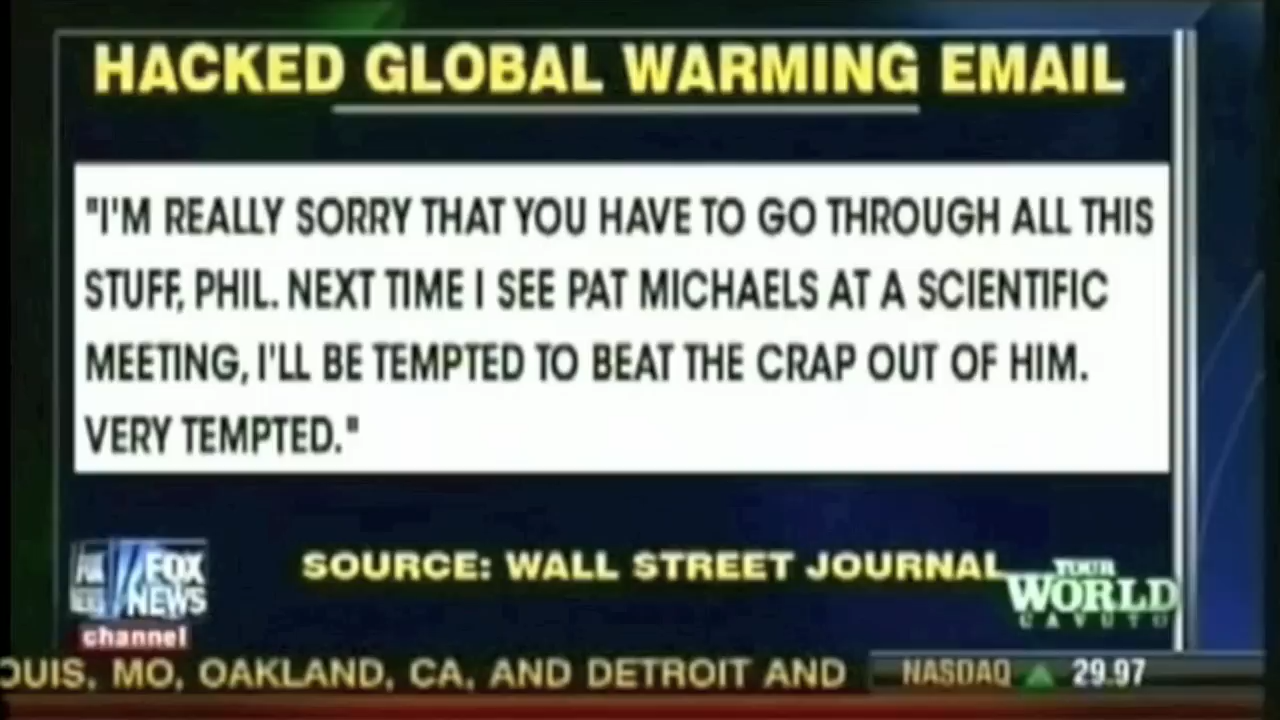 HACKED GLOBAL WARMING EMAIL
"I'M REALLY SORRY THAT YOU HAVE TO GO THROUGH ALL THIS
STUFF, PHIL. NEXT TIME I SEE PAT MICHAELS AT A SCIENTIFIC
MEETING, I'LL BE TEMPTED TO BEAT THE CRAP OUT OF HIM.
VERY TEMPTED."
SOURCE: WALL STREET JOURNAL
FOX
NEWS
channel
YOUR
WORLD
CAVUTO
OUIS, MO, OAKLAND, CA, AND DETROIT AND
NASDAQ ▲ 29.97